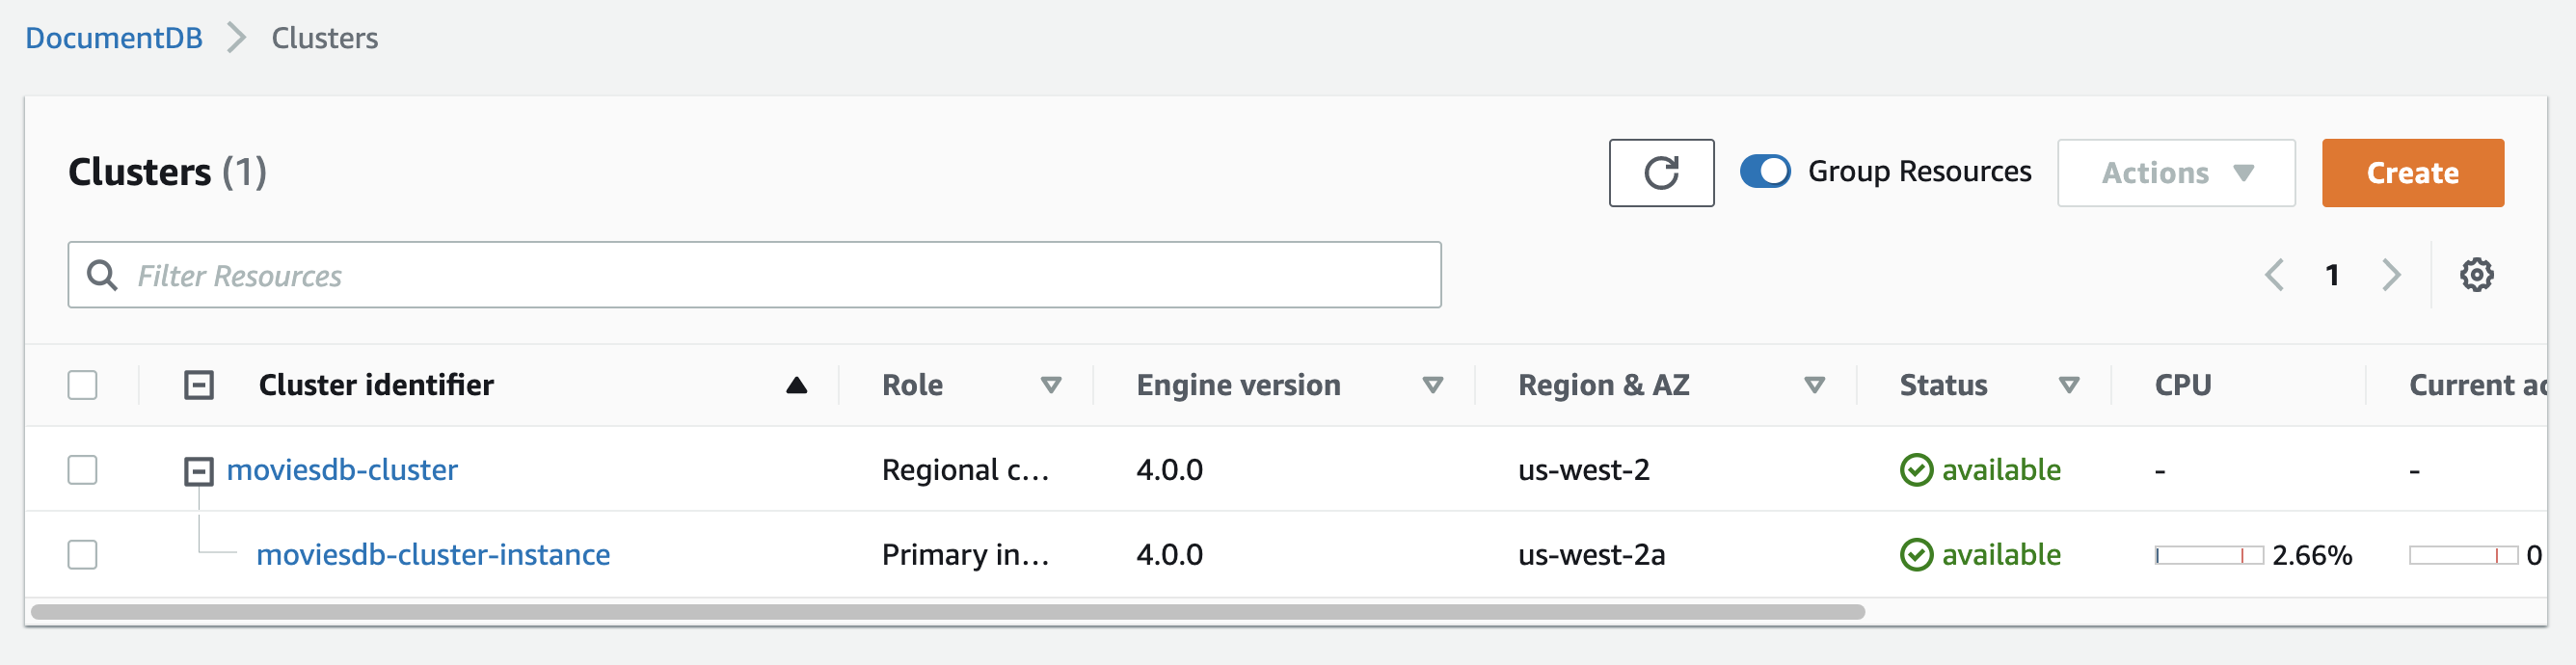 DocumentDB > Clusters
Clusters (1)
Group Resources
Actions
Create
Filter Resources
1
Cluster identifier Role Engine version Region & AZ Status CPU Current ac
moviesdb-cluster Regional c... 4.0.0 us-west-2 available - -
moviesdb-cluster-instance Primary in... 4.0.0 us-west-2a available 2.66% 0